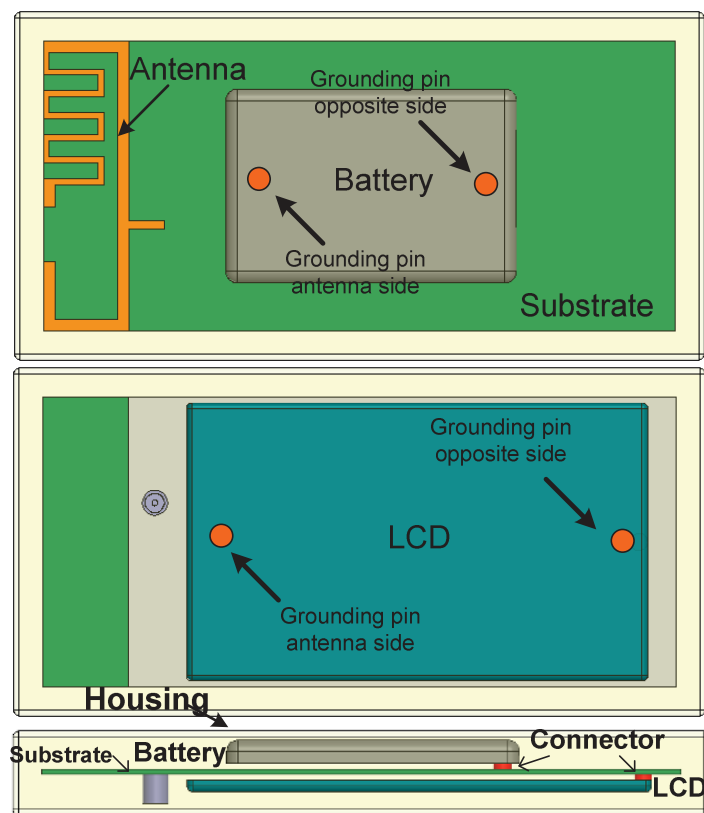 Antenna
Grounding pin
opposite side
Battery
Grounding pin
antenna side
Substrate
Grounding pin
opposite side
LCD
Grounding pin
antenna side
Housing
Substrate
Battery
Connector
LCD